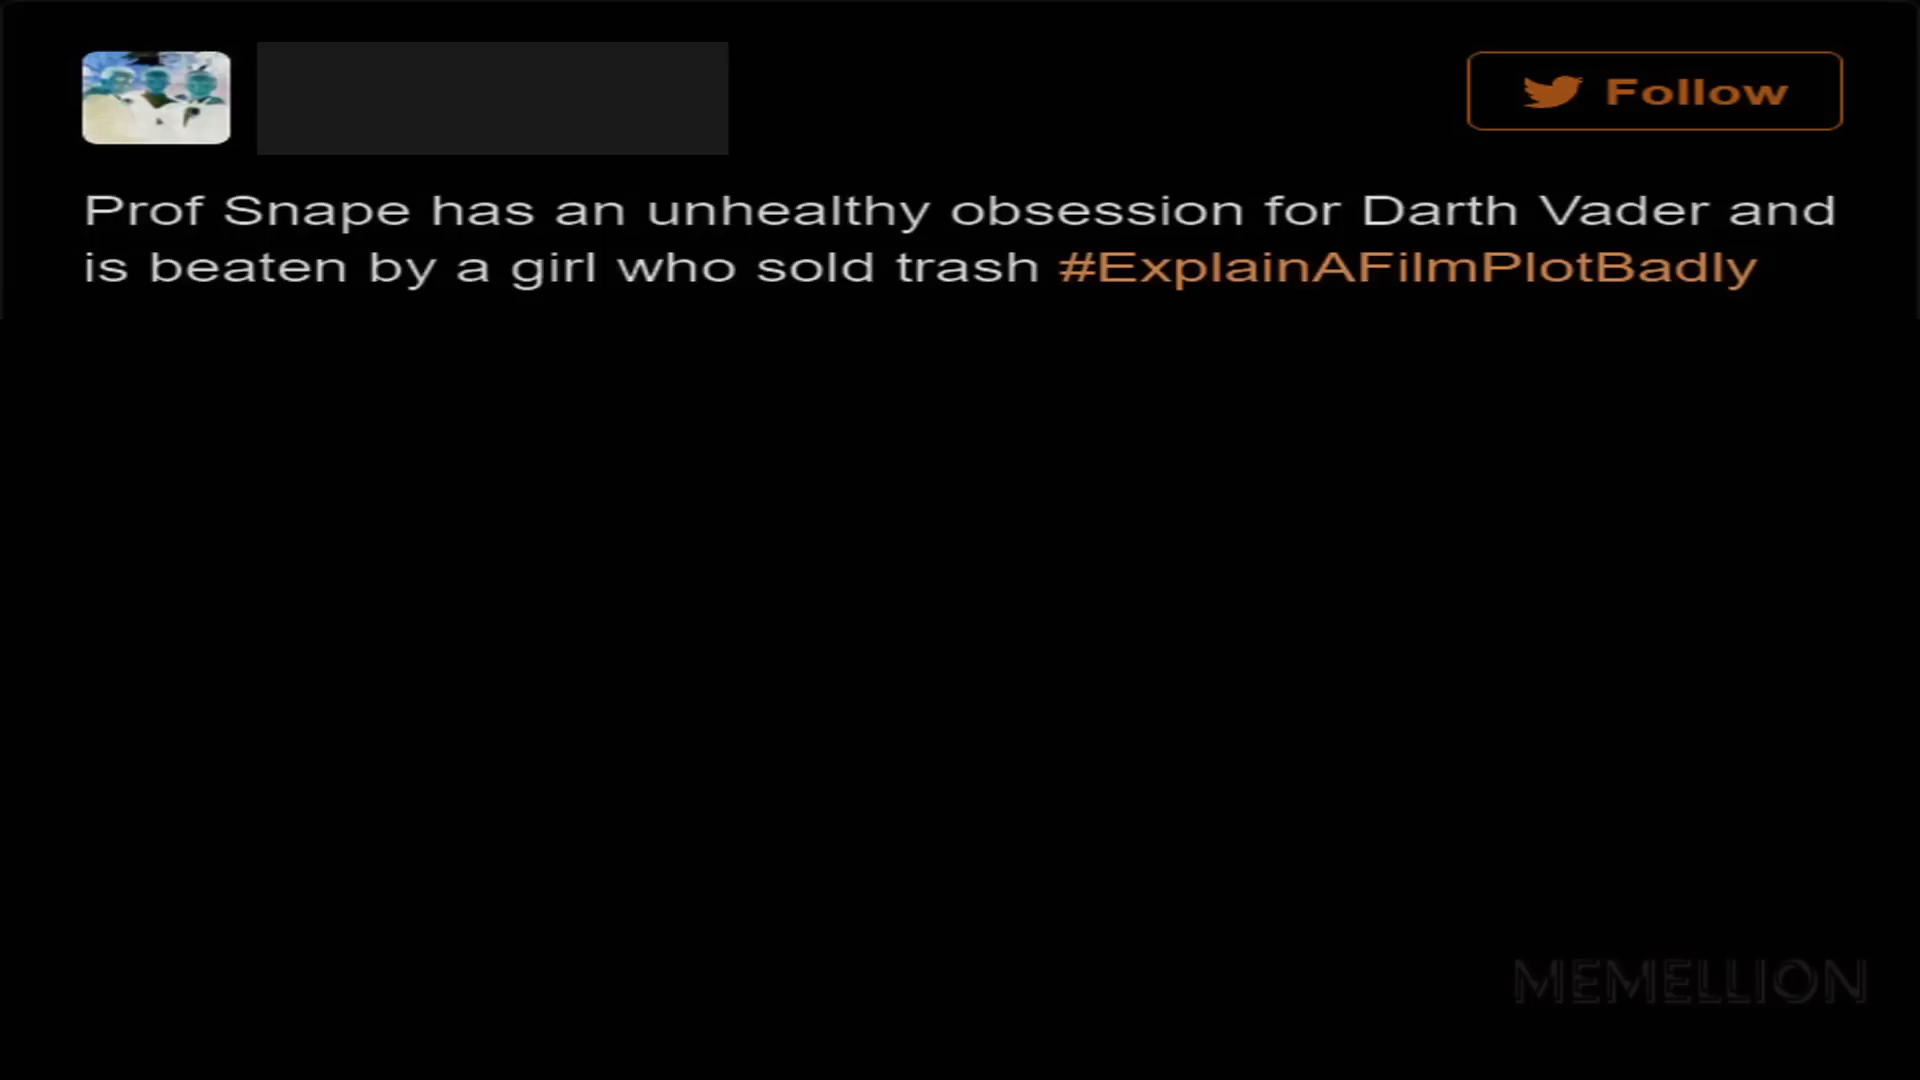 Follow
Prof Snape has an unhealthy obsession for Darth Vader and
is beaten by a girl who sold trash #ExplainAFilmPlotBadly
MEMELLION